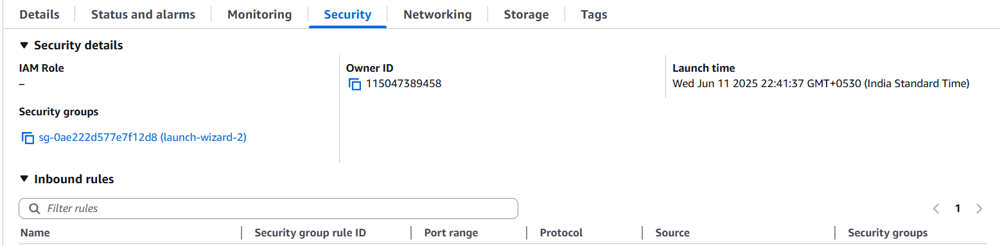 Details Status and alarms Monitoring Security Networking Storage Tags
Security details
IAM Role
–
Owner ID
115047389458
Launch time
Wed Jun 11 2025 22:41:37 GMT+0530 (India Standard Time)
Security groups
sg-0ae222d577e7f12d8 (launch-wizard-2)
Inbound rules
Filter rules
1
Name Security group rule ID Port range Protocol Source Security groups